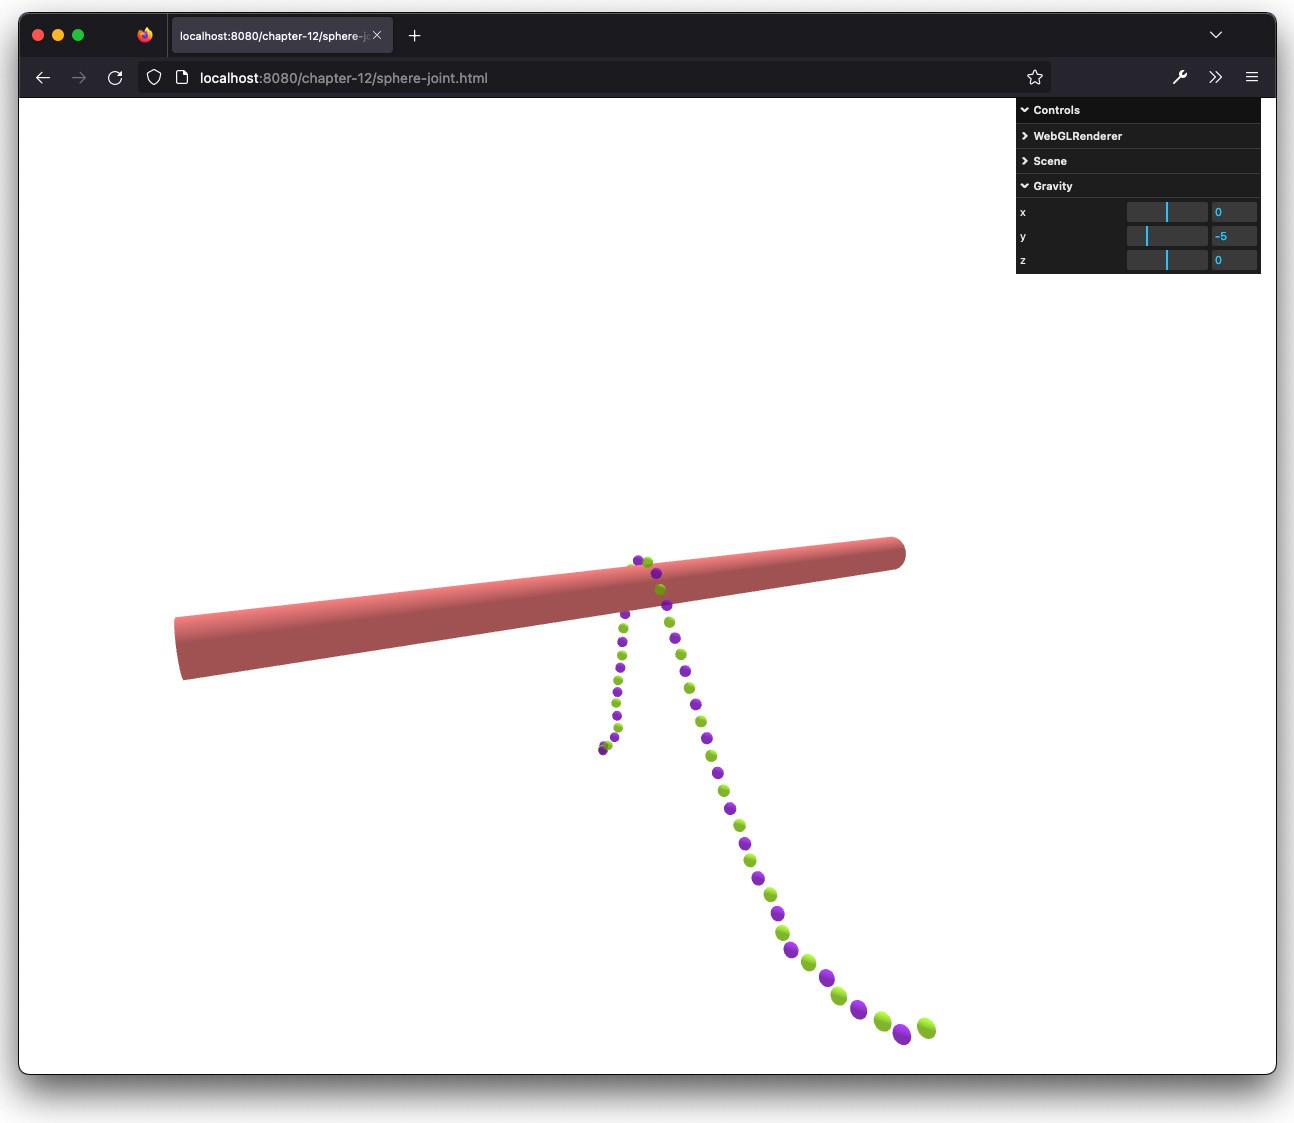 localhost:8080/chapter-12/sphere-j
localhost:8080/chapter-12/sphere-joint.html
Controls
WebGLRenderer
Scene
Gravity
x 0
y -5
z 0